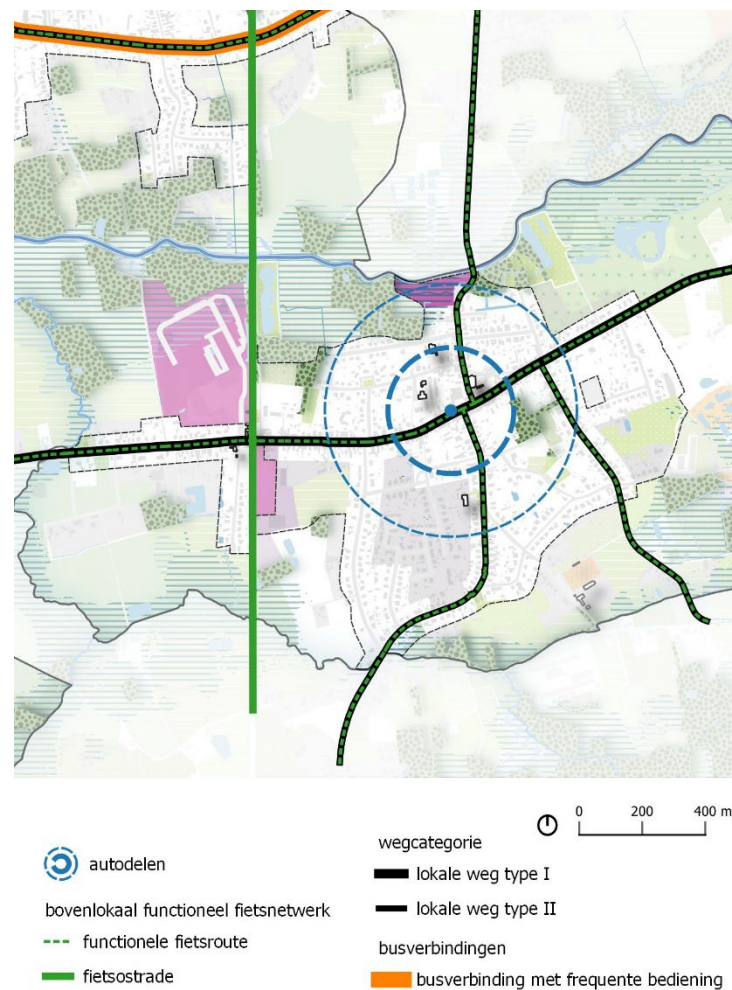 0 200 400 m
autodelen
bovenlokaal functioneel fietsnetwerk
functionele fietsroute
fietsostrade
wegcategorie
lokale weg type I
lokale weg type II
busverbindingen
busverbinding met frequente bediening